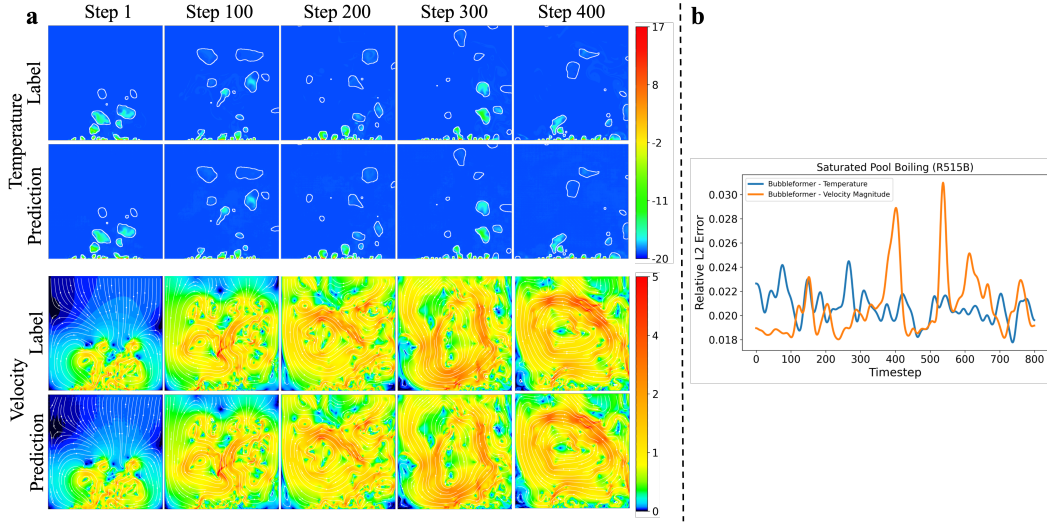 a
Step 1
Step 100
Step 200
Step 300
Step 400
Temperature
Label
Prediction
17
7
-2
-11
-20
Velocity
Label
Prediction
5
4
2
1
0
b
Saturated Pool Boiling (R515B)
Bubbleformer - Temperature
Bubbleformer - Velocity Magnitude
Relative L2 Error
0.030
0.028
0.026
0.024
0.022
0.020
0.018
0
100
200
300
400
500
600
700
800
Timestep